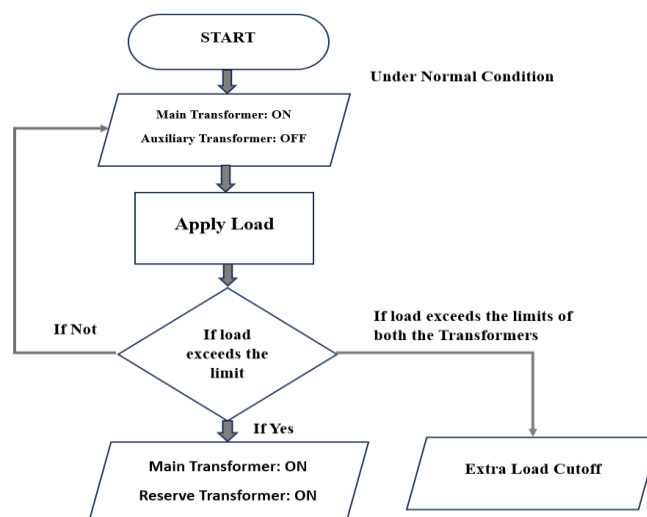 START
Under Normal Condition
Main Transformer: ON
Auxiliary Transformer: OFF
Apply Load
If Not
If load
exceeds the
limit
If load exceeds the limits of
both the Transformers
If Yes
Main Transformer: ON
Reserve Transformer: ON
Extra Load Cutoff